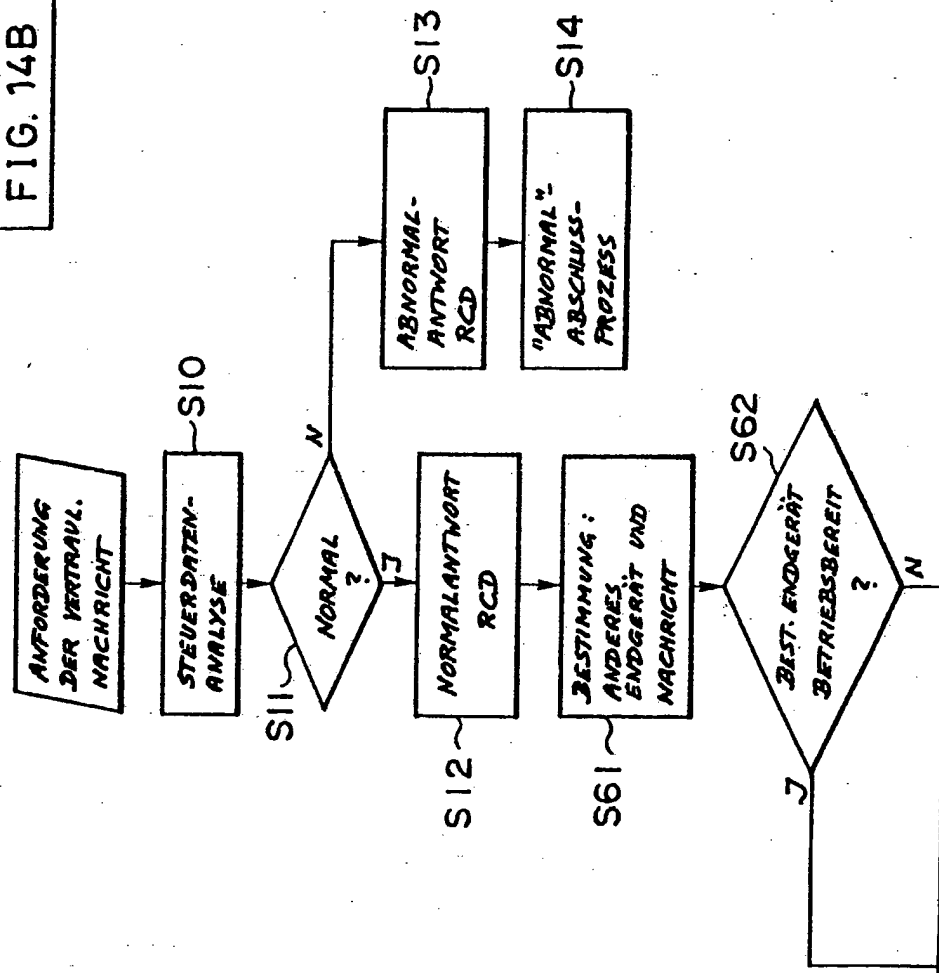 FIG. 14B
ANFORDERUNG
DER VERTRAUL.
NACHRICHT
STEUERDATEN-
ANALYSE
S10
S11
NORMAL
?
N
J
ABNORMAL-
ANTWORT
RCD
S13
"ABNORMAL"-
ABSCHLUSS-
PROZESS
S14
NORMALANTWORT
RCD
S12
BESTIMMUNG:
ANDERES
ENDGERÄT UND
NACHRICHT
S61
S62
BEST. ENDGERÄT
BETRIEBSBEREIT
?
J
N